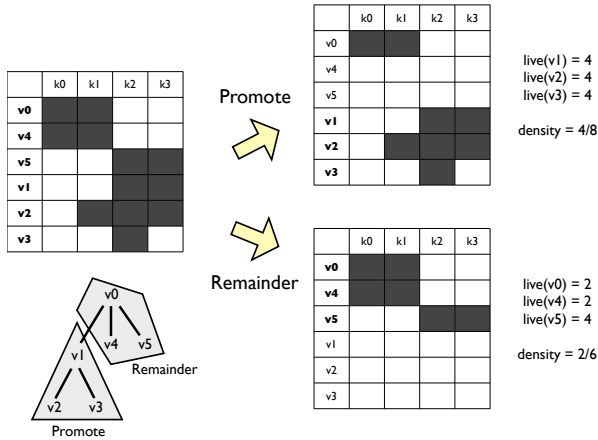 k0 k1 k2 k3
v0
v4
v5
v1
v2
v3
Promote
k0 k1 k2 k3
v0
v4
v5
v1
v2
v3
live(v1) = 4
live(v2) = 4
live(v3) = 4
density = 4/8
Remainder
k0 k1 k2 k3
v0
v4
v5
v1
v2
v3
live(v0) = 2
live(v4) = 2
live(v5) = 4
density = 2/6
v0
v1 v4 v5
Remainder
v2 v3
Promote